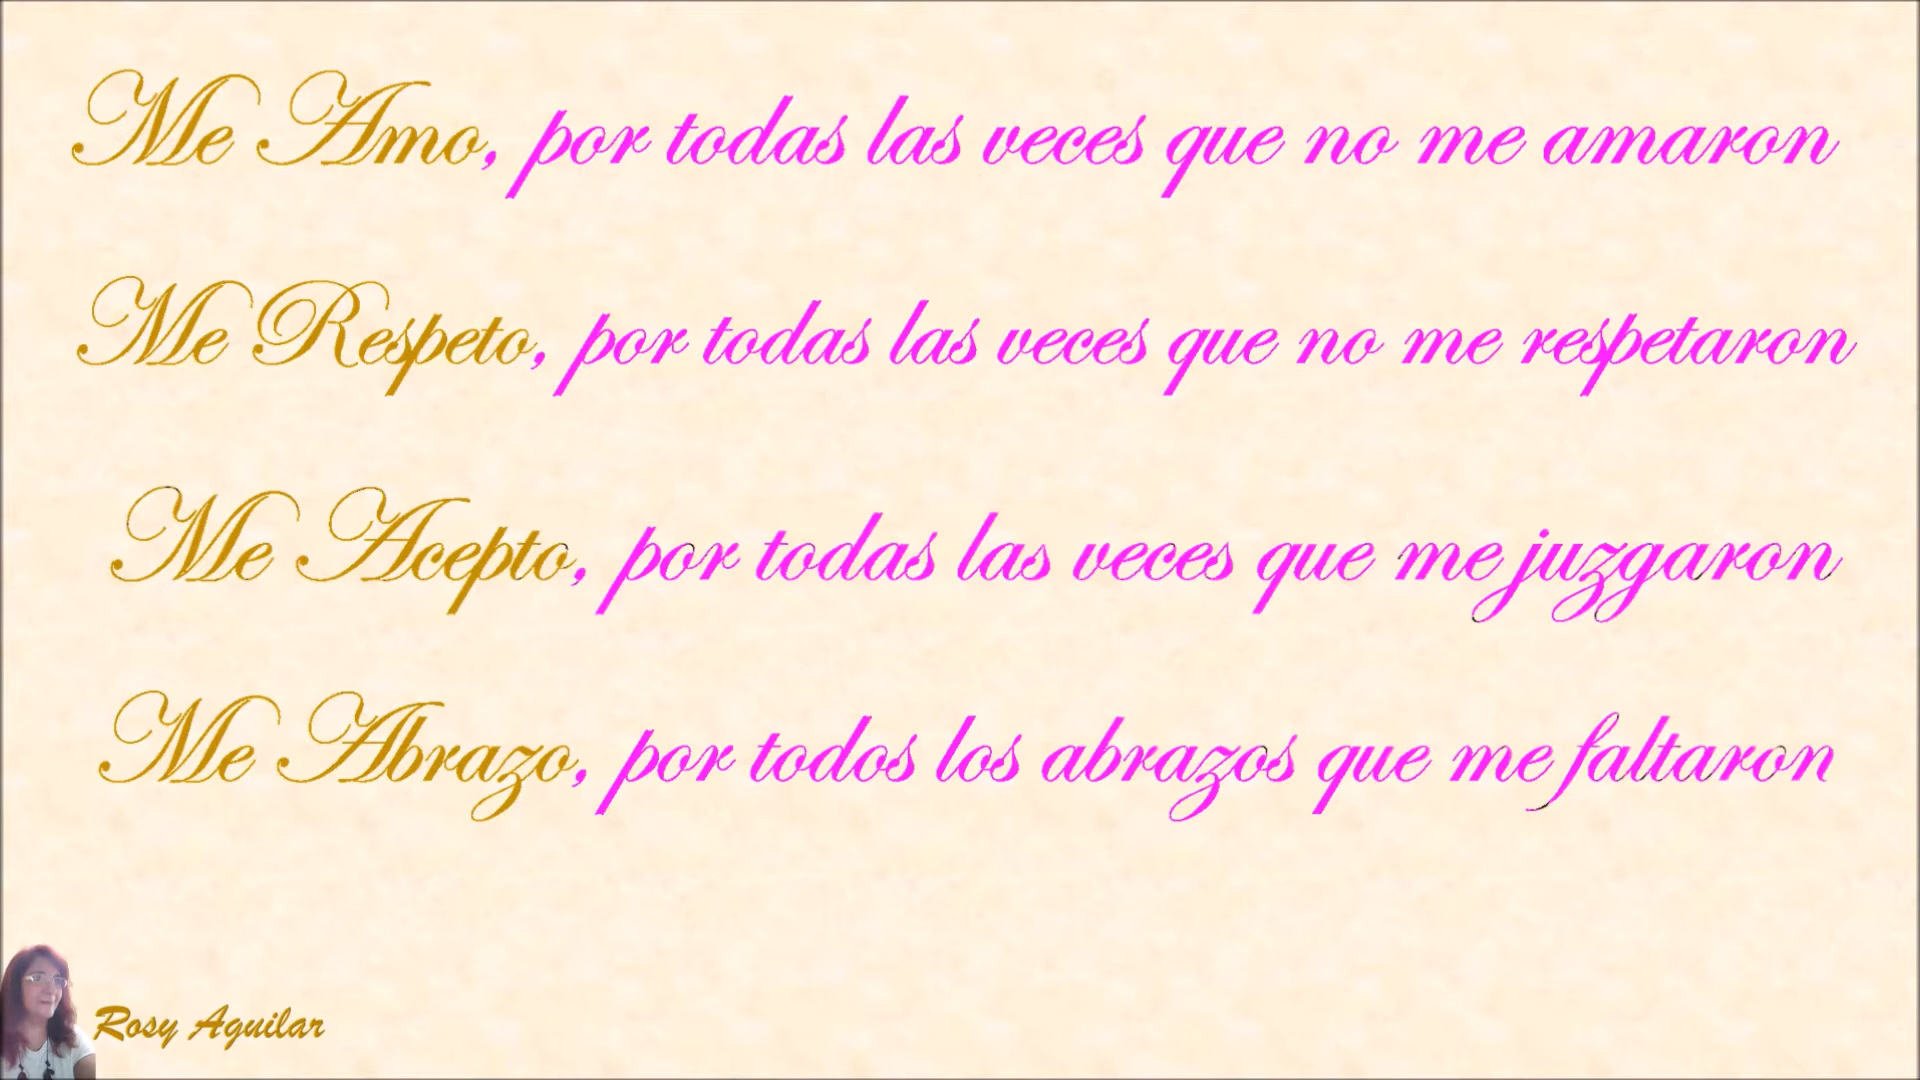 Me Amo, por todas las veces que no me amaron
Me Respeto, por todas las veces que no me respetaron
Me Acepto, por todas las veces que me juzgaron
Me Abrazo, por todos los abrazos que me faltaron
Rosy Aguilar